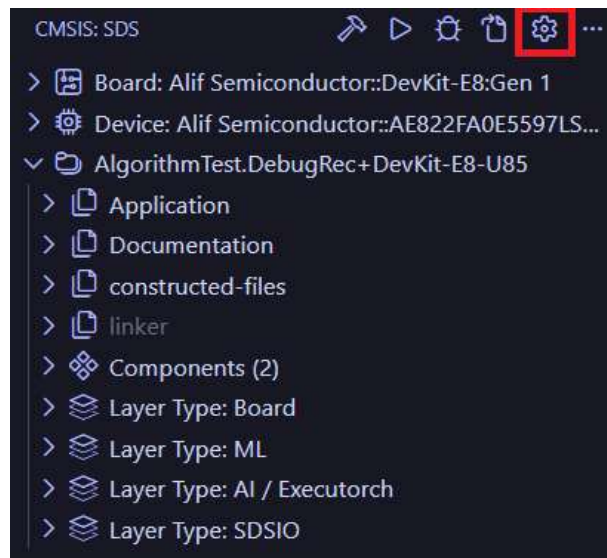 CMSIS: SDS
Board: Alif Semiconductor::DevKit-E8:Gen 1
Device: Alif Semiconductor::AE822FA0E5597LS...
AlgorithmTest.DebugRec+DevKit-E8-U85
Application
Documentation
constructed-files
linker
Components (2)
Layer Type: Board
Layer Type: ML
Layer Type: AI / Executorch
Layer Type: SDSIO